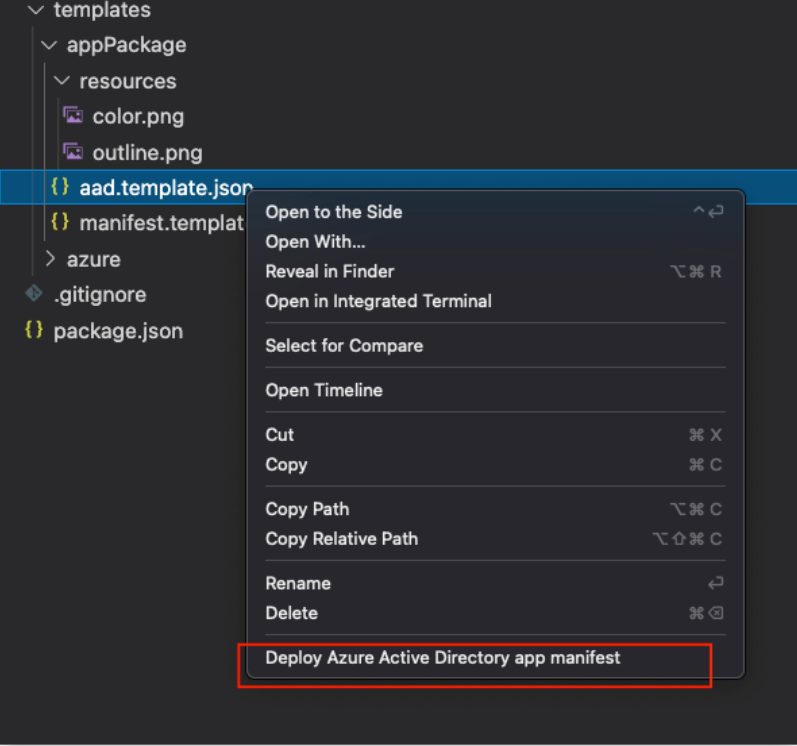 templates
appPackage
resources
color.png
outline.png
{} aad.template.json
{} manifest.templat
azure
.gitignore
{} package.json
Open to the Side ⌃⏎
Open With...
Reveal in Finder ⌥⌘ R
Open in Integrated Terminal
Select for Compare
Open Timeline
Cut ⌘ X
Copy ⌘ C
Copy Path ⌥⌘ C
Copy Relative Path ⌥⇧⌘ C
Rename ⏎
Delete ⌘⌫
Deploy Azure Active Directory app manifest